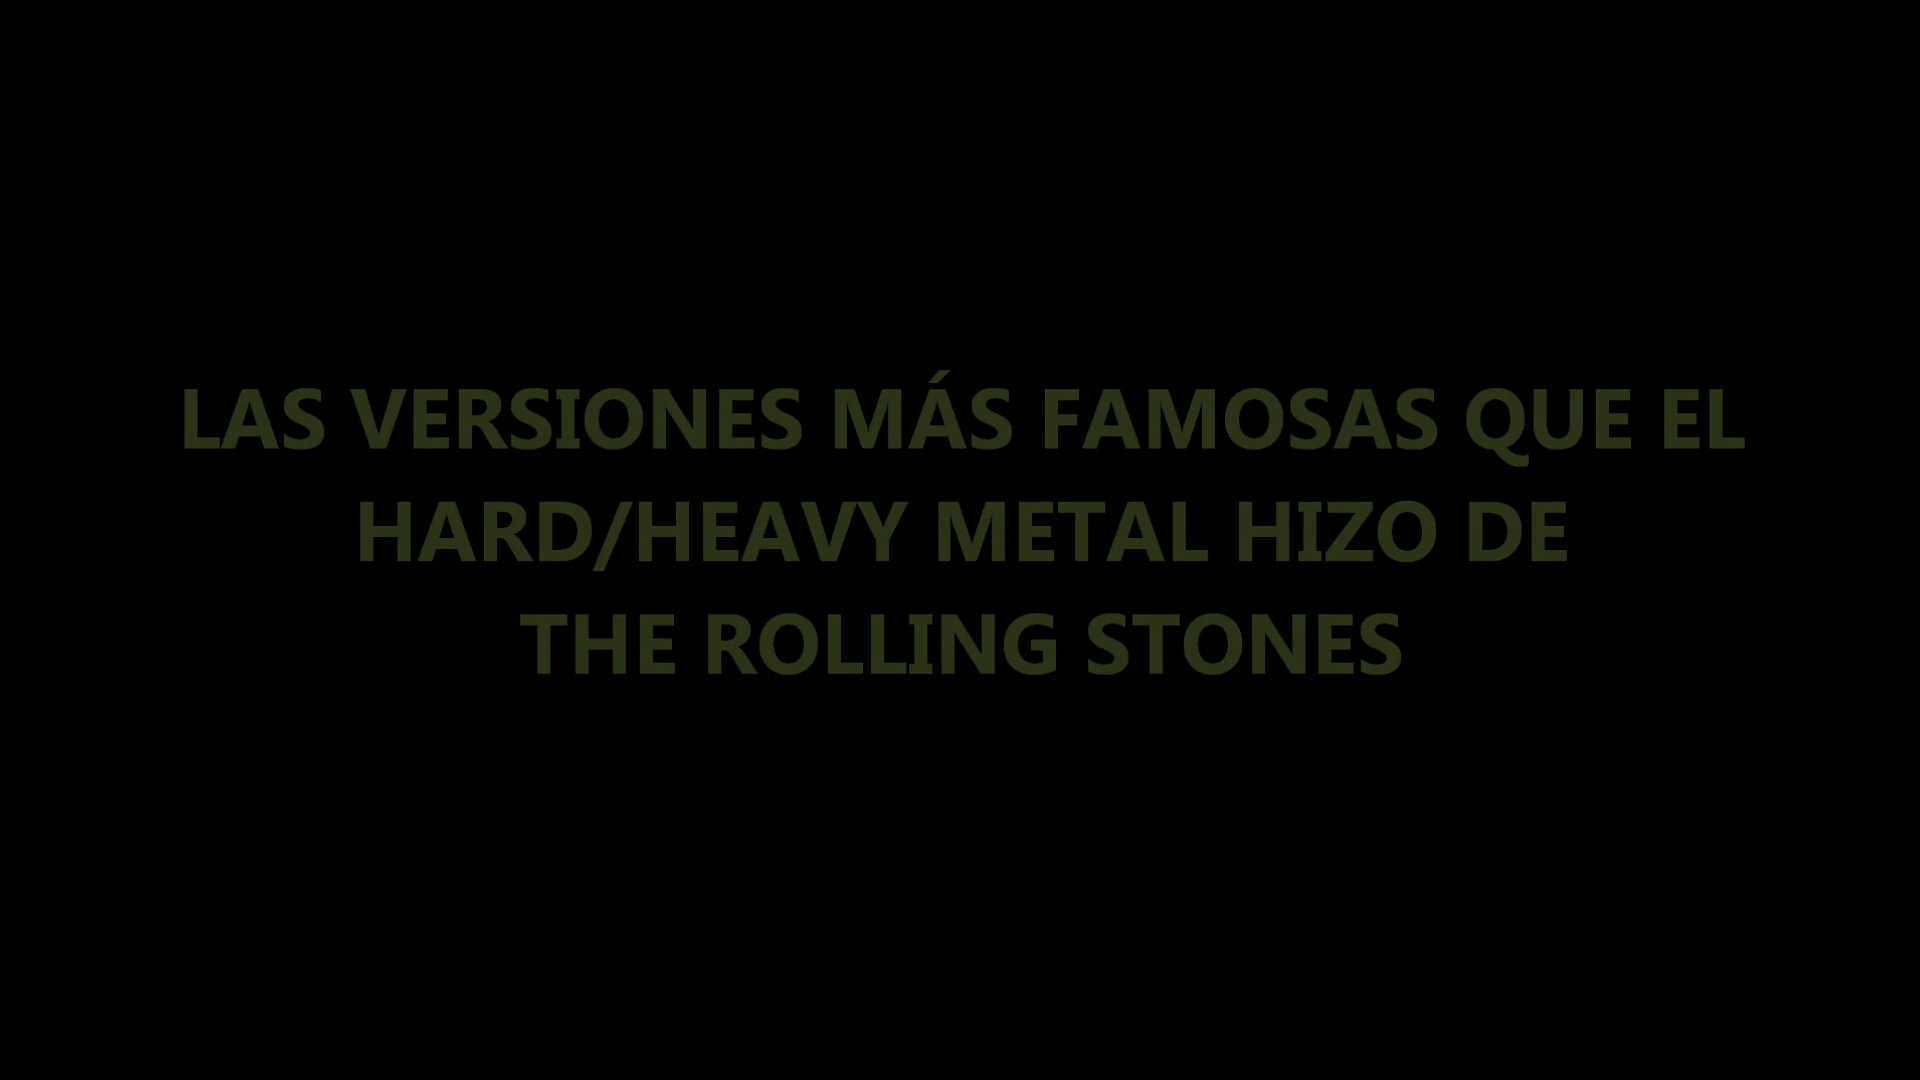 LAS VERSIONES MÁS FAMOSAS QUE EL
HARD/HEAVY METAL HIZO DE
THE ROLLING STONES